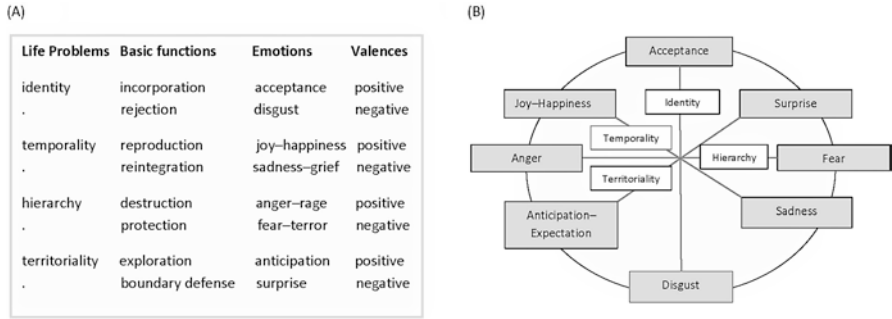 (A)
Life Problems Basic functions Emotions Valences
identity incorporation acceptance positive
. rejection disgust negative
temporality reproduction joy–happiness positive
. reintegration sadness–grief negative
hierarchy destruction anger–rage positive
. protection fear–terror negative
territoriality exploration anticipation positive
. boundary defense surprise negative
(B)
Acceptance
Joy–Happiness
Identity
Surprise
Temporality
Anger
Hierarchy
Fear
Territoriality
Anticipation–
Expectation
Sadness
Disgust